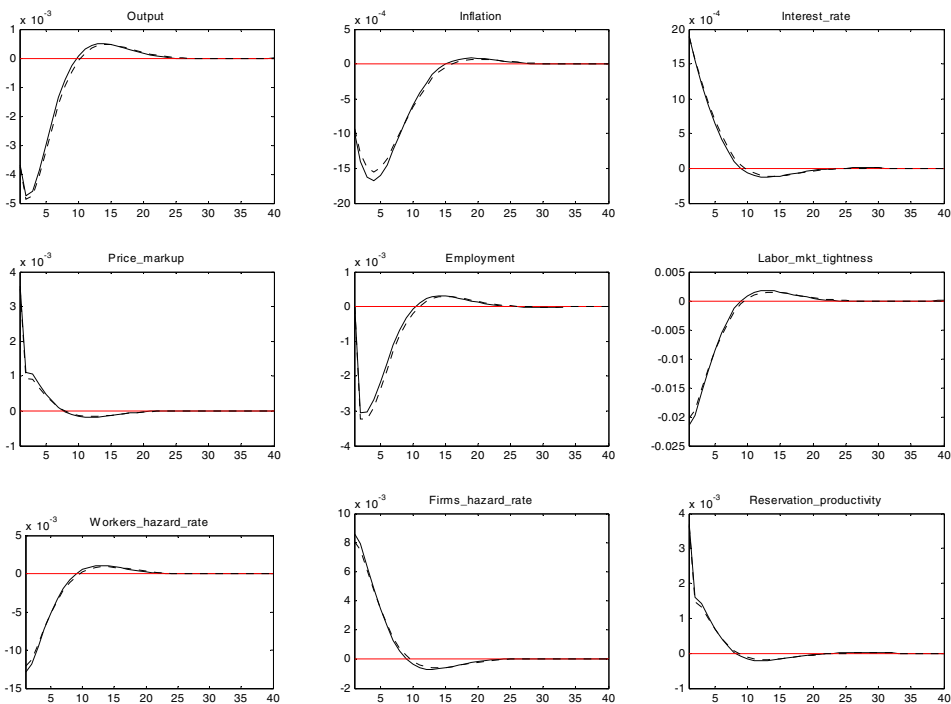 Output
x 10^-3
1
0
-1
-2
-3
-4
-5
5 10 15 20 25 30 35 40
Inflation
x 10^-4
5
0
-5
-10
-15
-20
5 10 15 20 25 30 35 40
Interest_rate
x 10^-4
20
15
10
5
0
-5
5 10 15 20 25 30 35 40
Price_markup
x 10^-3
4
3
2
1
0
-1
5 10 15 20 25 30 35 40
Employment
x 10^-3
1
0
-1
-2
-3
-4
5 10 15 20 25 30 35 40
Labor_mkt_tightness
0.005
0
-0.005
-0.01
-0.015
-0.02
-0.025
5 10 15 20 25 30 35 40
Workers_hazard_rate
x 10^-3
5
0
-5
-10
-15
5 10 15 20 25 30 35 40
Firms_hazard_rate
x 10^-3
10
8
6
4
2
0
-2
5 10 15 20 25 30 35 40
Reservation_productivity
x 10^-3
4
3
2
1
0
-1
5 10 15 20 25 30 35 40